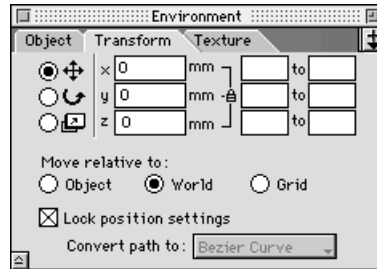 Environment
Object Transform Texture
x 0 mm to
y 0 mm to
z 0 mm to
Move relative to:
Object World Grid
Lock position settings
Convert path to: Bezier Curve